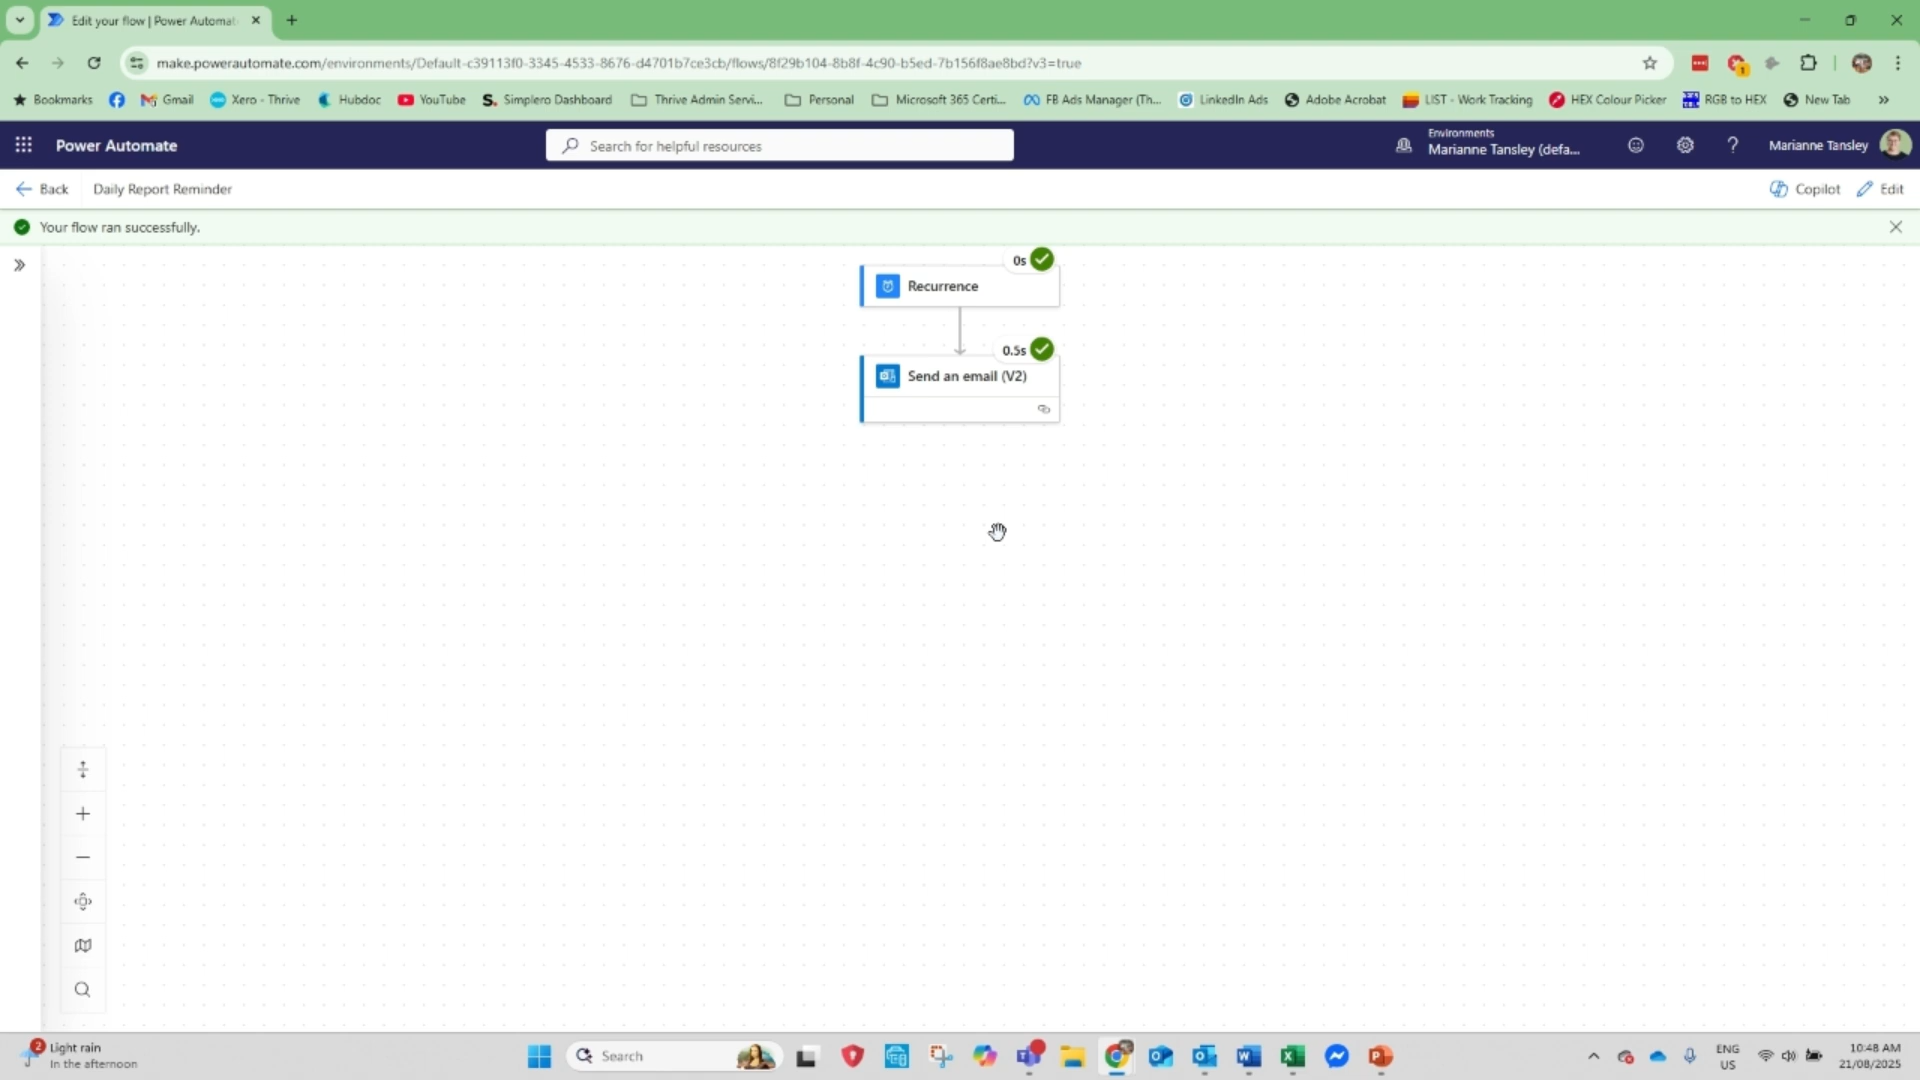 Edit your flow | Power Automat
make.powerautomate.com/environments/Default-c39113f0-3345-4533-8676-d4701b7ce3cb/flows/8f29b104-8b8f-4c90-b5ed-7b156f8ae8bd?v3=true
Bookmarks Gmail Xero - Thrive Hubdoc YouTube Simplero Dashboard Thrive Admin Servi... Personal Microsoft 365 Certi... FB Ads Manager (Th... LinkedIn Ads Adobe Acrobat LIST - Work Tracking HEX Colour Picker RGB to HEX New Tab »
Power Automate
Search for helpful resources
Environments
Marianne Tansley (defa...
Marianne Tansley
Back Daily Report Reminder Copilot Edit
Your flow ran successfully.
0s
Recurrence
0.5s
Send an email (V2)
2
Light rain
In the afternoon
Search
ENG
US
10:48 AM
21/08/2025